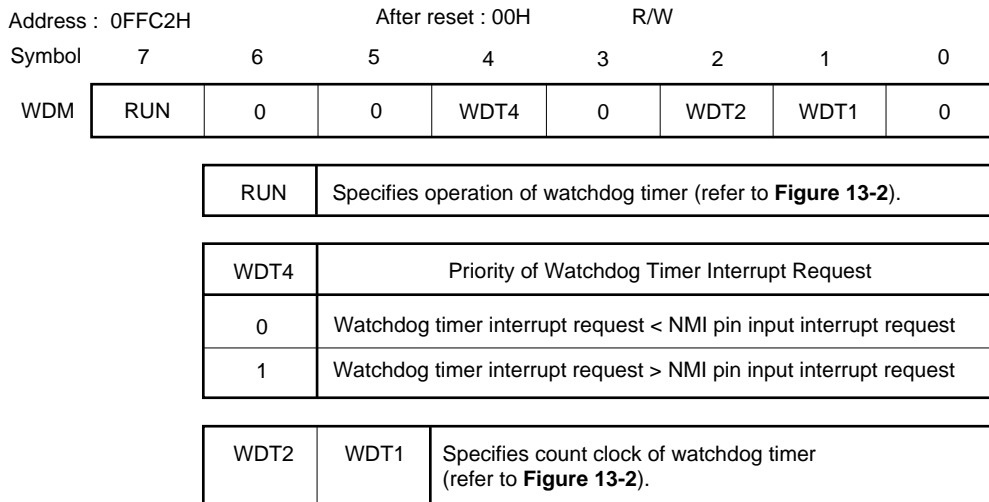 Address : 0FFC2H After reset : 00H R/W
Symbol 7 6 5 4 3 2 1 0
WDM RUN 0 0 WDT4 0 WDT2 WDT1 0
RUN Specifies operation of watchdog timer (refer to Figure 13-2).
WDT4 Priority of Watchdog Timer Interrupt Request
0 Watchdog timer interrupt request < NMI pin input interrupt request
1 Watchdog timer interrupt request > NMI pin input interrupt request
WDT2 WDT1 Specifies count clock of watchdog timer
(refer to Figure 13-2).